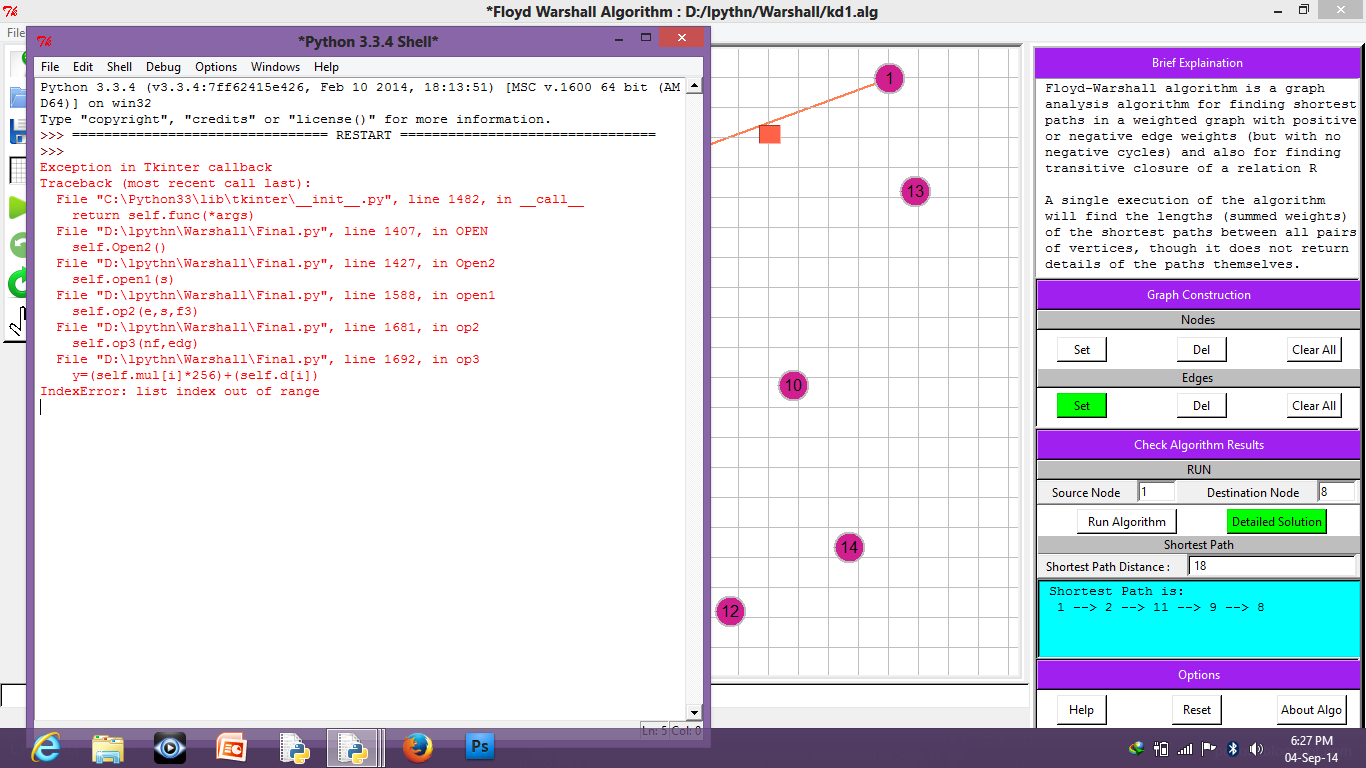 *Floyd Warshall Algorithm : D:/lpythn/Warshall/kd1.alg
File
*Python 3.3.4 Shell*
File Edit Shell Debug Options Windows Help
Python 3.3.4 (v3.3.4:7ff62415e426, Feb 10 2014, 18:13:51) [MSC v.1600 64 bit (AM
D64)] on win32
Type "copyright", "credits" or "license()" for more information.
>>> ================================ RESTART ================================
>>>
Exception in Tkinter callback
Traceback (most recent call last):
  File "C:\Python33\lib\tkinter\__init__.py", line 1482, in __call__
    return self.func(*args)
  File "D:\lpythn\Warshall\Final.py", line 1407, in OPEN
    self.Open2()
  File "D:\lpythn\Warshall\Final.py", line 1427, in Open2
    self.open1(s)
  File "D:\lpythn\Warshall\Final.py", line 1588, in open1
    self.op2(e,s,f3)
  File "D:\lpythn\Warshall\Final.py", line 1681, in op2
    self.op3(nf,edg)
  File "D:\lpythn\Warshall\Final.py", line 1692, in op3
    y=(self.mul[i]*256)+(self.d[i])
IndexError: list index out of range
Ln: 5 Col: 0
1
13
10
14
12
Brief Explaination
Floyd-Warshall algorithm is a graph
analysis algorithm for finding shortest
paths in a weighted graph with positive
or negative edge weights (but with no
negative cycles) and also for finding
transitive closure of a relation R
A single execution of the algorithm
will find the lengths (summed weights)
of the shortest paths between all pairs
of vertices, though it does not return
details of the paths themselves.
Graph Construction
Nodes
Set Del Clear All
Edges
Set Del Clear All
Check Algorithm Results
RUN
Source Node 1 Destination Node 8
Run Algorithm Detailed Solution
Shortest Path
Shortest Path Distance : 18
Shortest Path is:
1 --> 2 --> 11 --> 9 --> 8
Options
Help Reset About Algo
Ps
6:27 PM
04-Sep-14